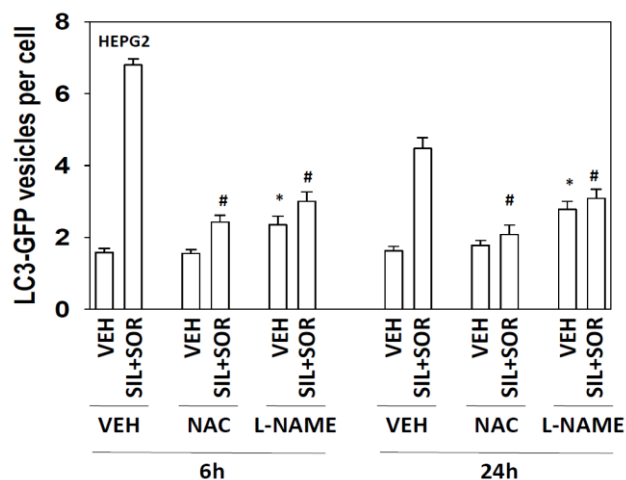 LC3-GFP vesicles per cell
8
6
4
2
0
HEPG2
#
*
#
#
*
#
VEH SIL+SOR VEH SIL+SOR VEH SIL+SOR VEH SIL+SOR VEH SIL+SOR VEH SIL+SOR
VEH NAC L-NAME VEH NAC L-NAME
6h 24h